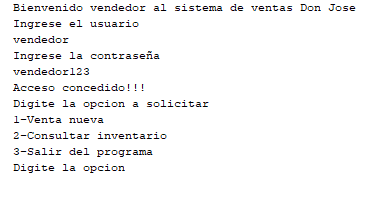 Bienvenido vendedor al sistema de ventas Don Jose
Ingrese el usuario
vendedor
Ingrese la contraseña
vendedor123
Acceso concedido!!!
Digite la opcion a solicitar
1-Venta nueva
2-Consultar inventario
3-Salir del programa
Digite la opcion